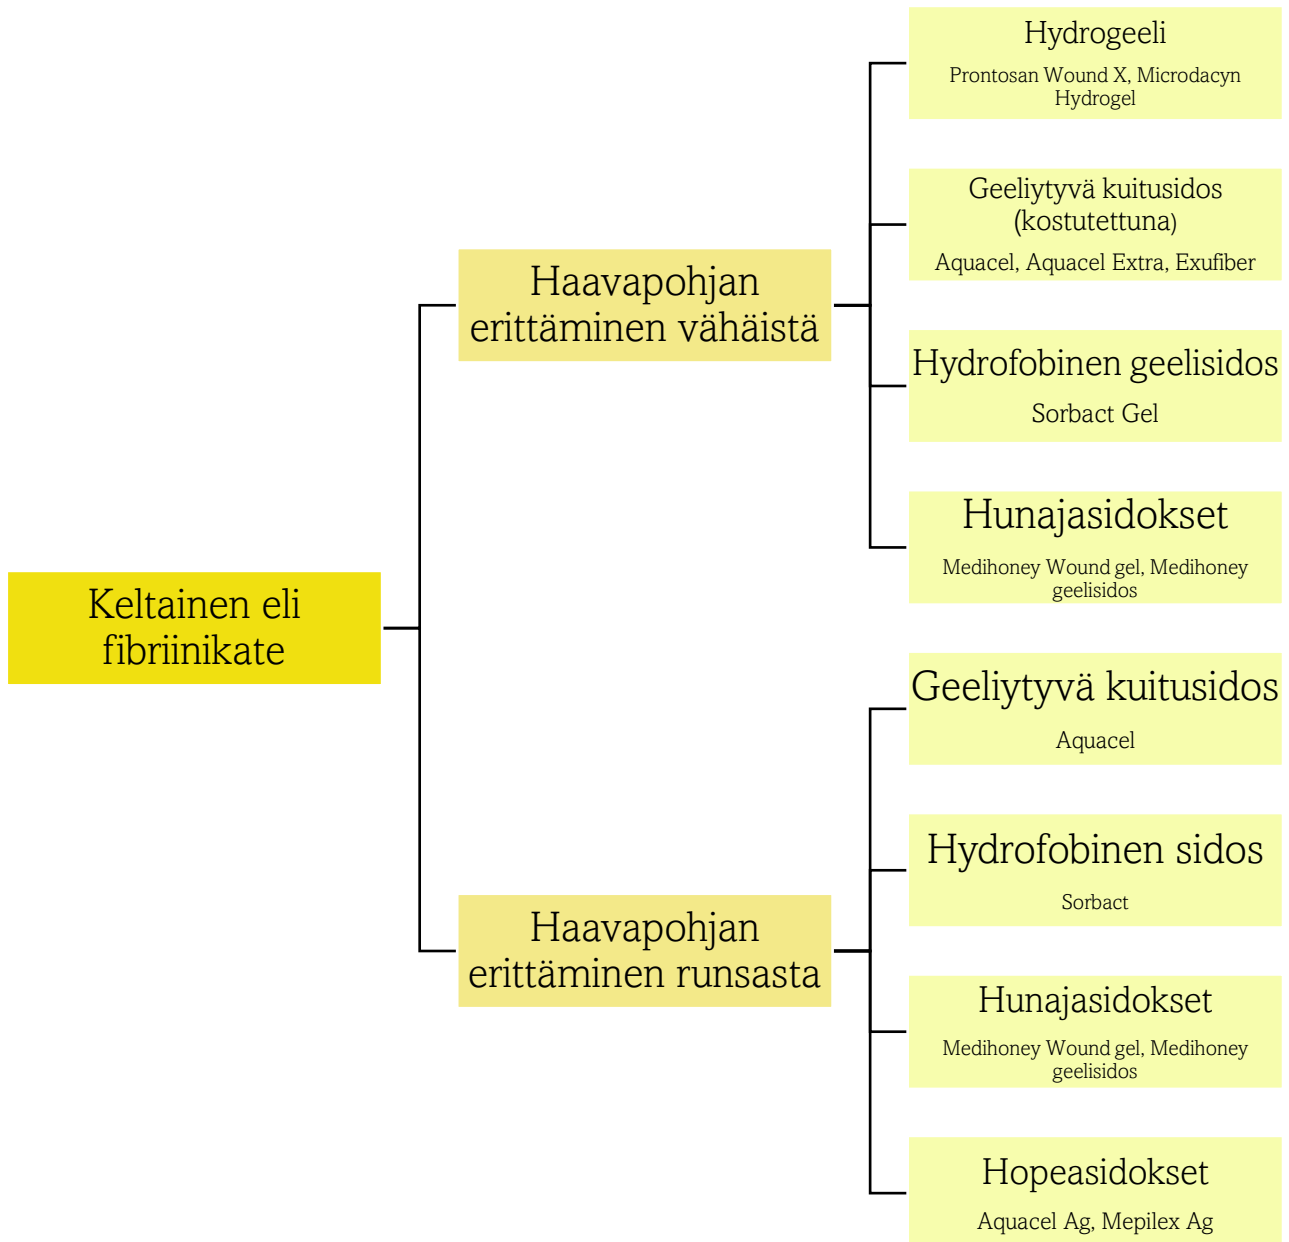 Keltainen eli
fibriinikate
Haavapohjan
erittäminen vähäistä
Hydrogeeli
Prontosan Wound X, Microdacyn
Hydrogel
Geeliytyvä kuitusidos
(kostutettuna)
Aquacel, Aquacel Extra, Exufiber
Hydrofobinen geelisidos
Sorbact Gel
Hunajasidokset
Medihoney Wound gel, Medihoney
geelisidos
Haavapohjan
erittäminen runsasta
Geeliytyvä kuitusidos
Aquacel
Hydrofobinen sidos
Sorbact
Hunajasidokset
Medihoney Wound gel, Medihoney
geelisidos
Hopeasidokset
Aquacel Ag, Mepilex Ag